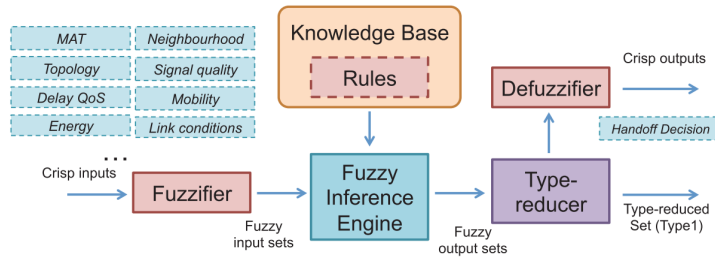 MAT
Neighbourhood
Topology
Signal quality
Delay QoS
Mobility
Energy
Link conditions
...
Knowledge Base
Rules
Crisp inputs
Fuzzifier
Fuzzy
input sets
Fuzzy
Inference
Engine
Fuzzy
output sets
Type-
reducer
Defuzzifier
Crisp outputs
Handoff Decision
Type-reduced
Set (Type1)